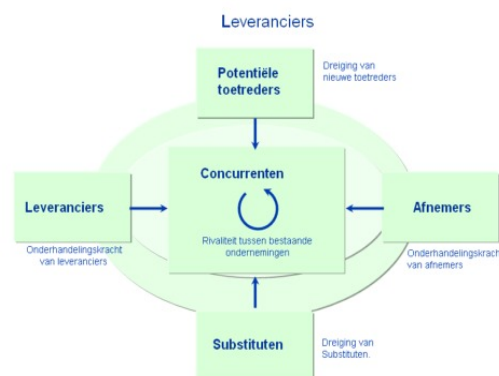 Leveranciers
Potentiële
toetreders
Dreiging van
nieuwe toetreders
Concurrenten
Rivaliteit tussen bestaande
ondernemingen
Leveranciers
Onderhandelingskracht
van leveranciers
Afnemers
Onderhandelingskracht
van afnemers
Substituten
Dreiging van
Substituten.